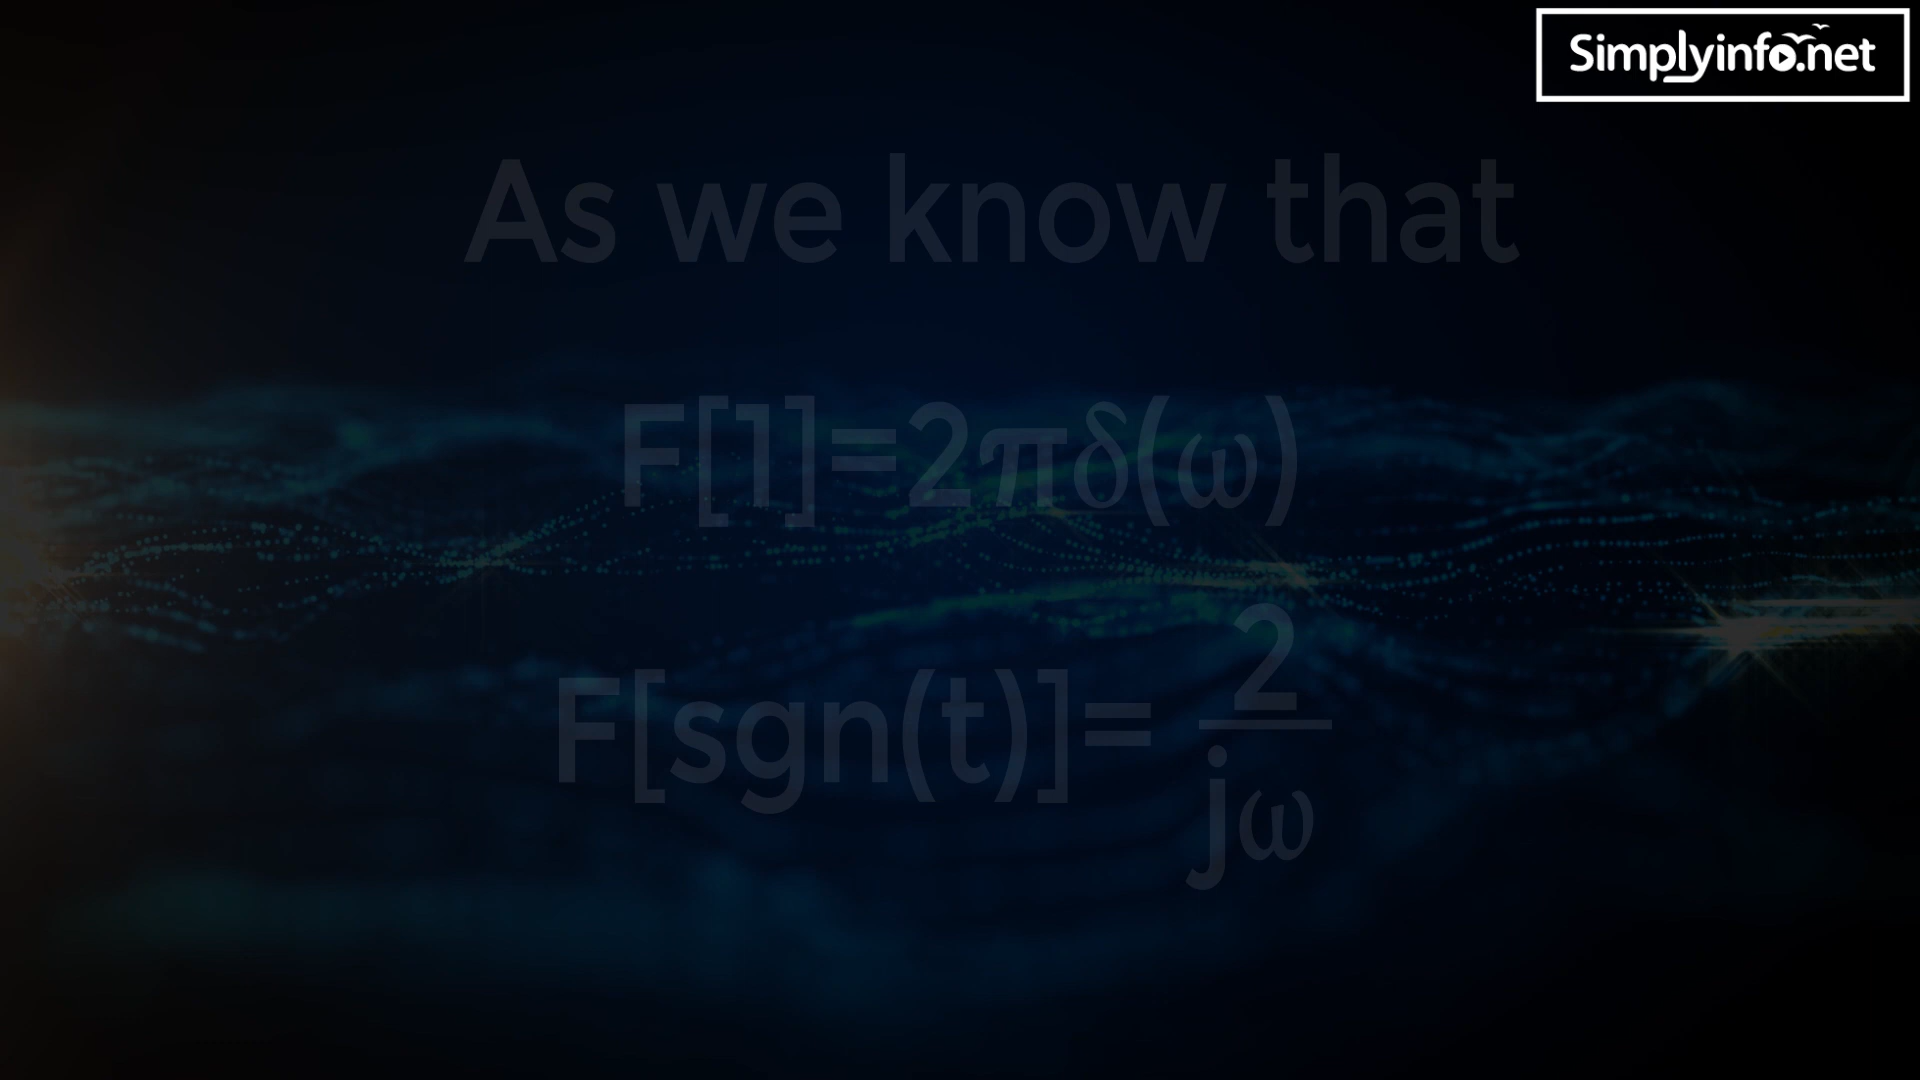 Simplyinfo.net
As we know that
F[1]=2πδ(ω)
F[sgn(t)]= 2/jω